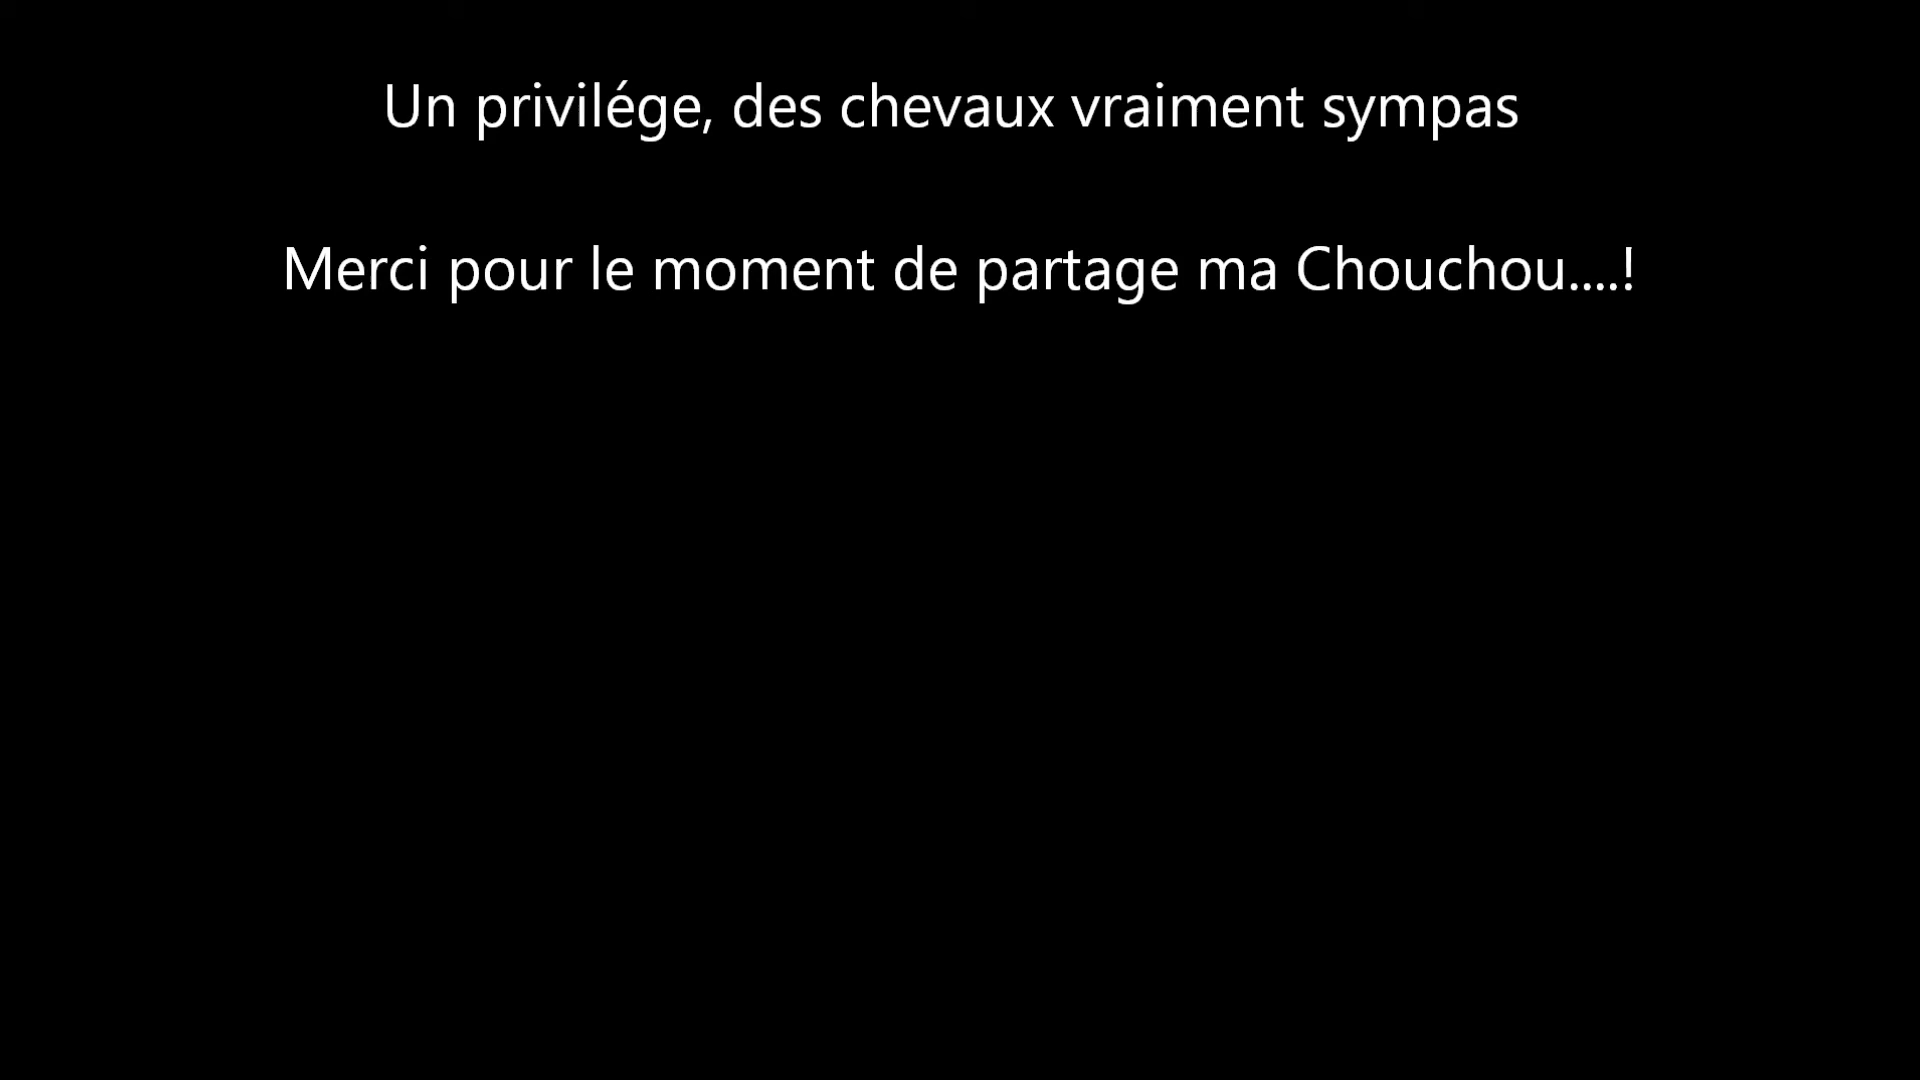 Un privilége, des chevaux vraiment sympas
Merci pour le moment de partage ma Chouchou....!